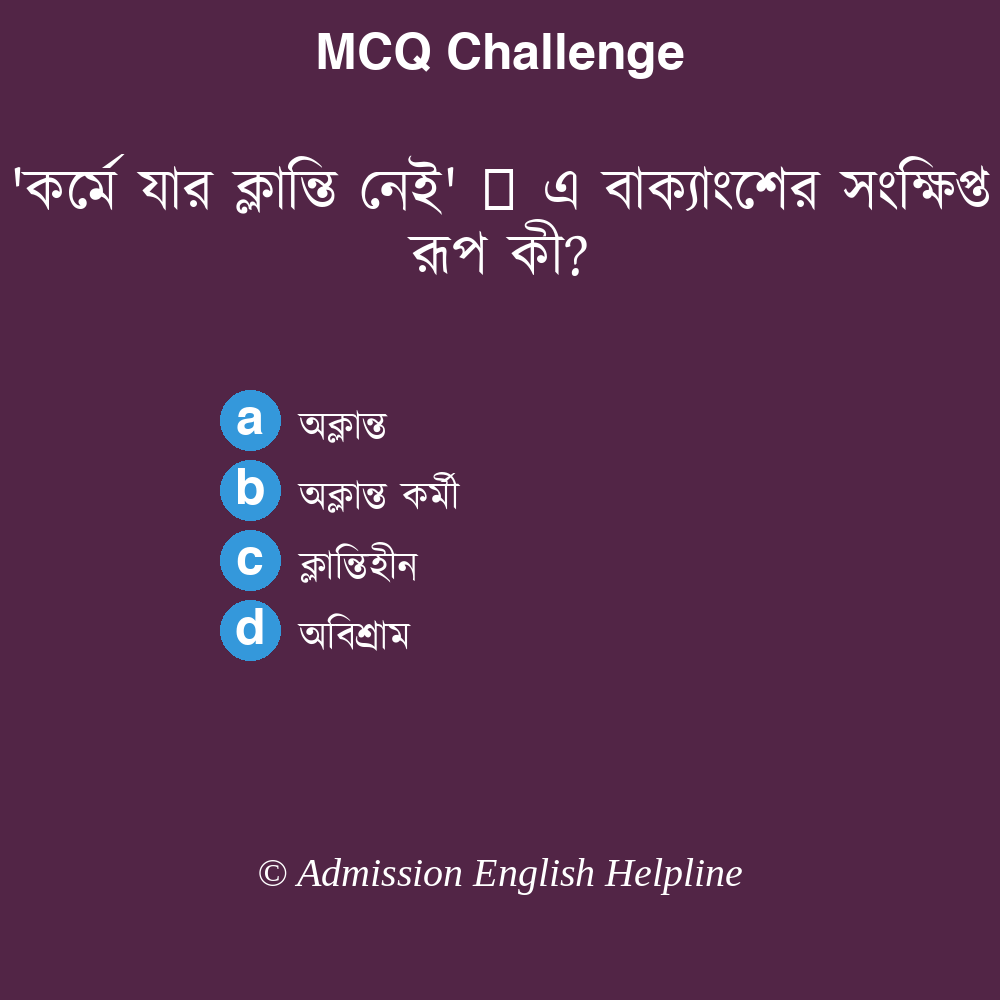 MCQ Challenge
'কর্মে যার ক্লান্তি নেই' ▯ এ বাক্যাংশের সংক্ষিপ্ত
রূপ কী?
a অক্লান্ত
b অক্লান্ত কর্মী
c ক্লান্তিহীন
d অবিশ্রাম
© Admission English Helpline